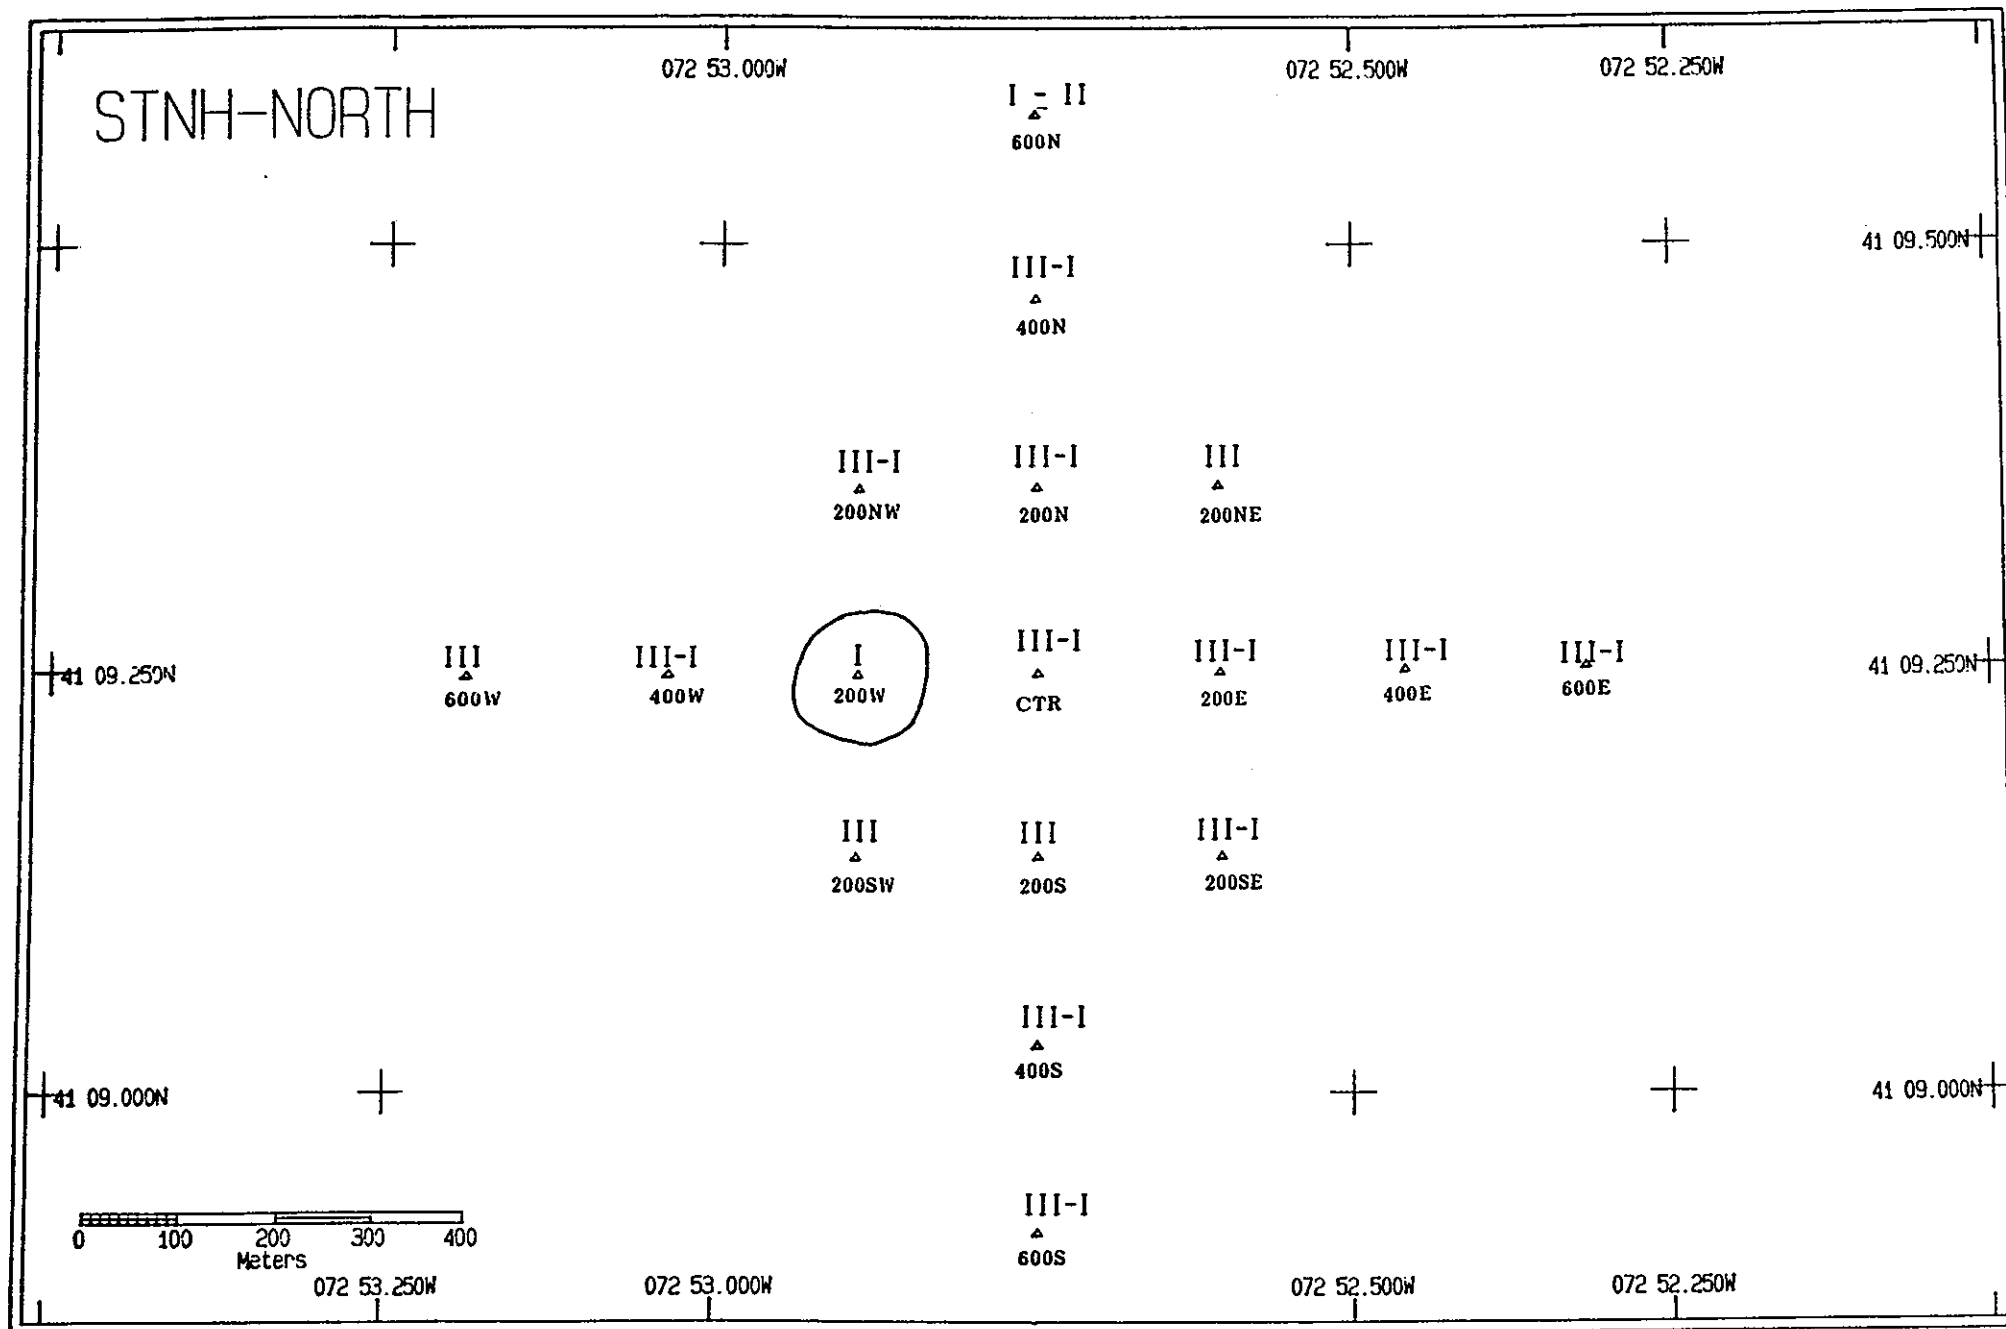 072 53.000W 072 52.500W 072 52.250W
STNH-NORTH
I - II
600N
41 09.500N
III-I
400N
III-I III-I III
200NW 200N 200NE
III III-I I III-I III-I III-I III-I
41 09.250N 41 09.250N
600W 400W 200W CTR 200E 400E 600E
III III III-I
200SW 200S 200SE
III-I
400S
41 09.000N 41 09.000N
III-I
600S
0 100 200 300 400
Meters
072 53.250W 072 53.000W 072 52.500W 072 52.250W